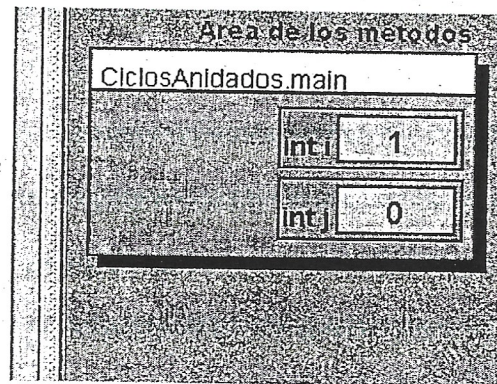 Area de los metodos
CiclosAnidados.main
int i 1
int j 0